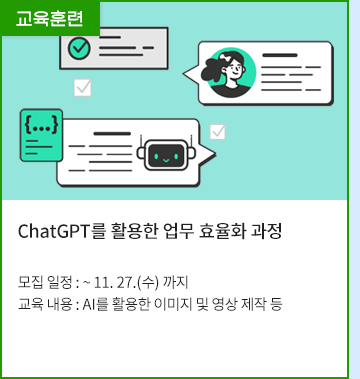 교육훈련
{...}
ChatGPT를 활용한 업무 효율화 과정
모집 일정 : ~ 11. 27.(수) 까지
교육 내용 : AI를 활용한 이미지 및 영상 제작 등